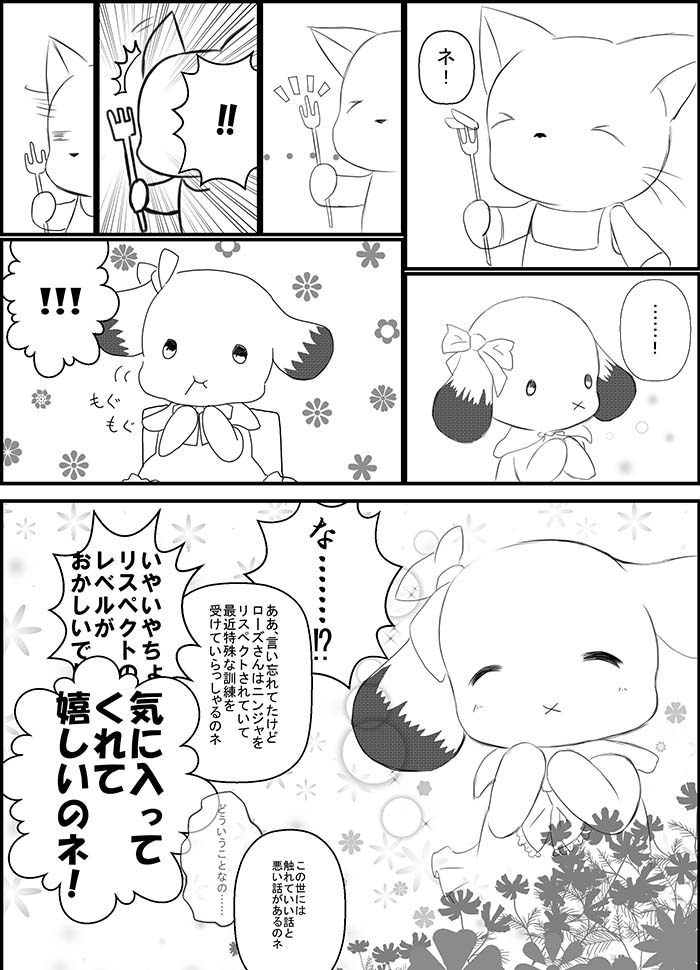 ネ！
‼
………！
！！！
もぐ
もぐ
な……⁉
ああ、言い忘れてたけど
ローズさんはニンジャを
リスペクトされていて
最近特殊な訓練を
受けていらっしゃるのネ
いやいやちょ
リスペクトの
レベルが
おかしいで
気に入って
くれて
嬉しいのネ！
どういうことなの……
この世には
触れていい話と
悪い話があるのネ